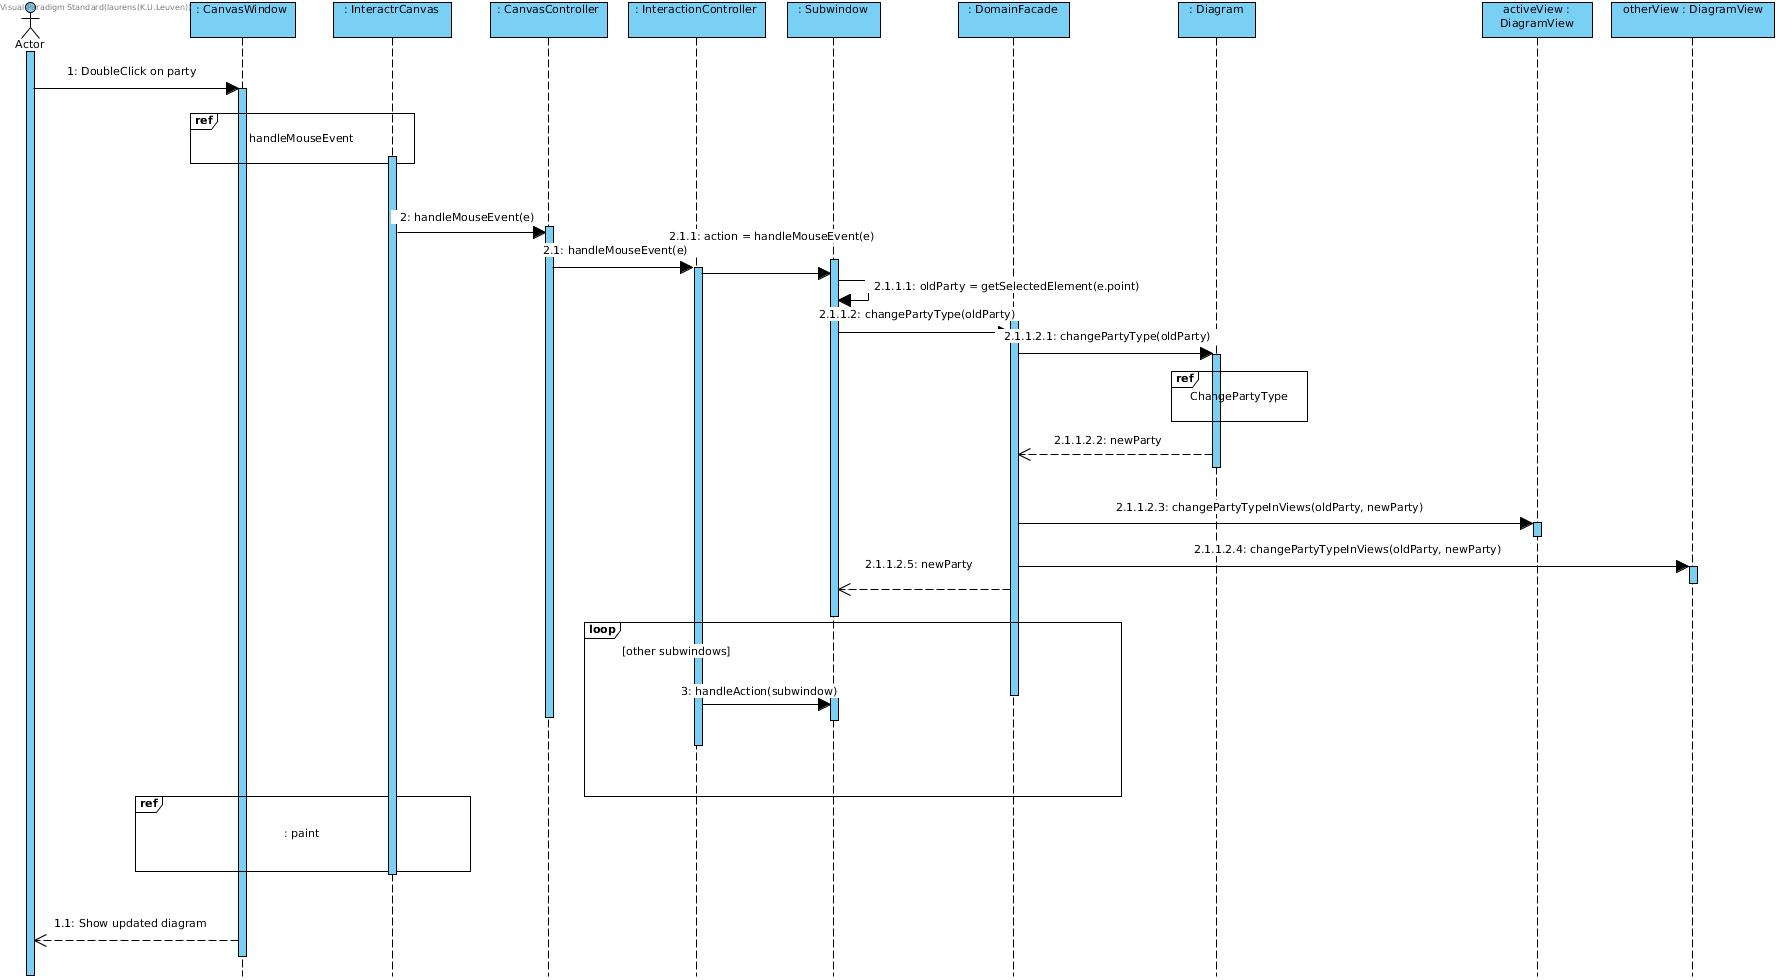 Visual Paradigm Standard(laurens(K.U.Leuven))
: CanvasWindow
: InteractrCanvas
: CanvasController
: InteractionController
: Subwindow
: DomainFacade
: Diagram
activeView :
DiagramView
otherView : DiagramView
Actor
1: DoubleClick on party
ref
handleMouseEvent
2: handleMouseEvent(e)
2.1.1: action = handleMouseEvent(e)
2.1: handleMouseEvent(e)
2.1.1.1: oldParty = getSelectedElement(e.point)
2.1.1.2: changePartyType(oldParty)
2.1.1.2.1: changePartyType(oldParty)
ref
ChangePartyType
2.1.1.2.2: newParty
2.1.1.2.3: changePartyTypeInViews(oldParty, newParty)
2.1.1.2.4: changePartyTypeInViews(oldParty, newParty)
2.1.1.2.5: newParty
loop
[other subwindows]
3: handleAction(subwindow)
ref
: paint
1.1: Show updated diagram